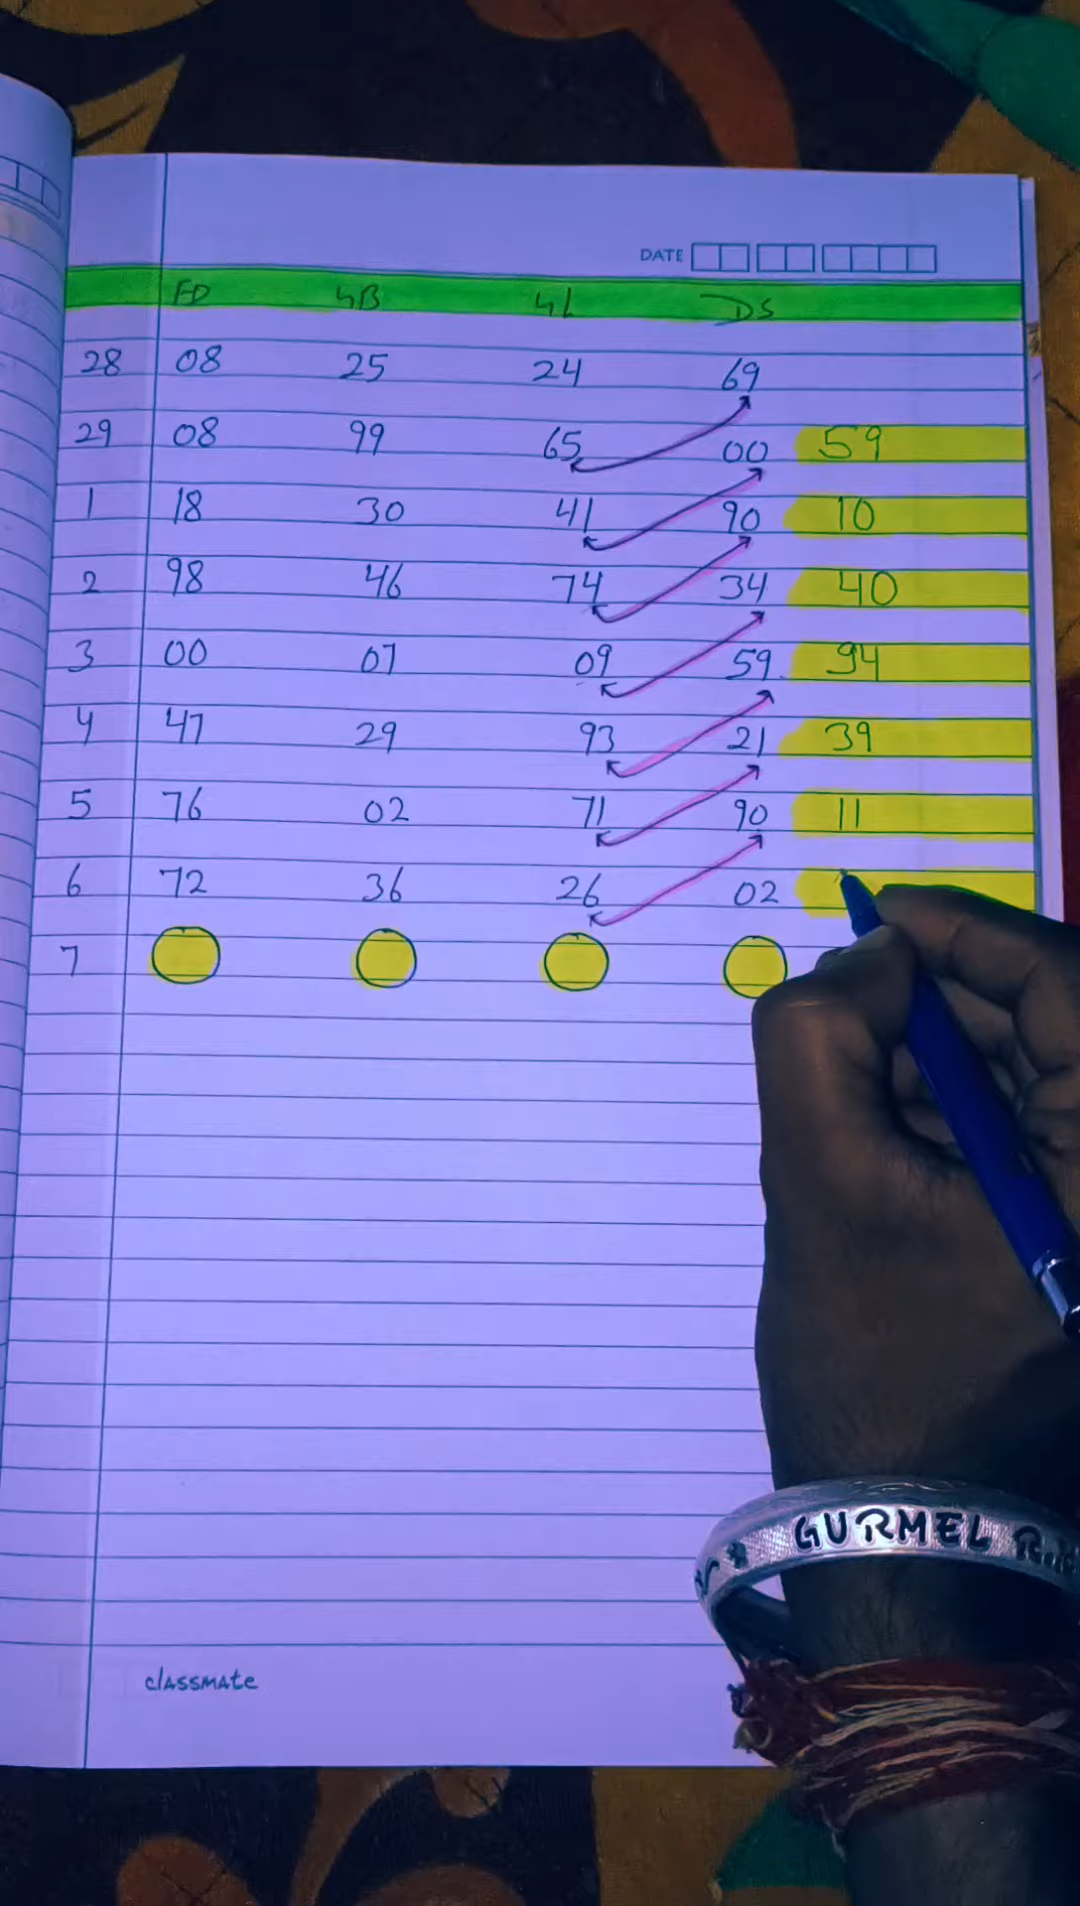 DATE
FD GB GL DS
28 08 25 24 69
29 08 99 65 00 59
1 18 30 41 90 10
2 98 46 74 34 40
3 00 07 09 59 94
4 47 29 93 21 39
5 76 02 71 90 11
6 72 36 26 02
7
GURMEL
classmate